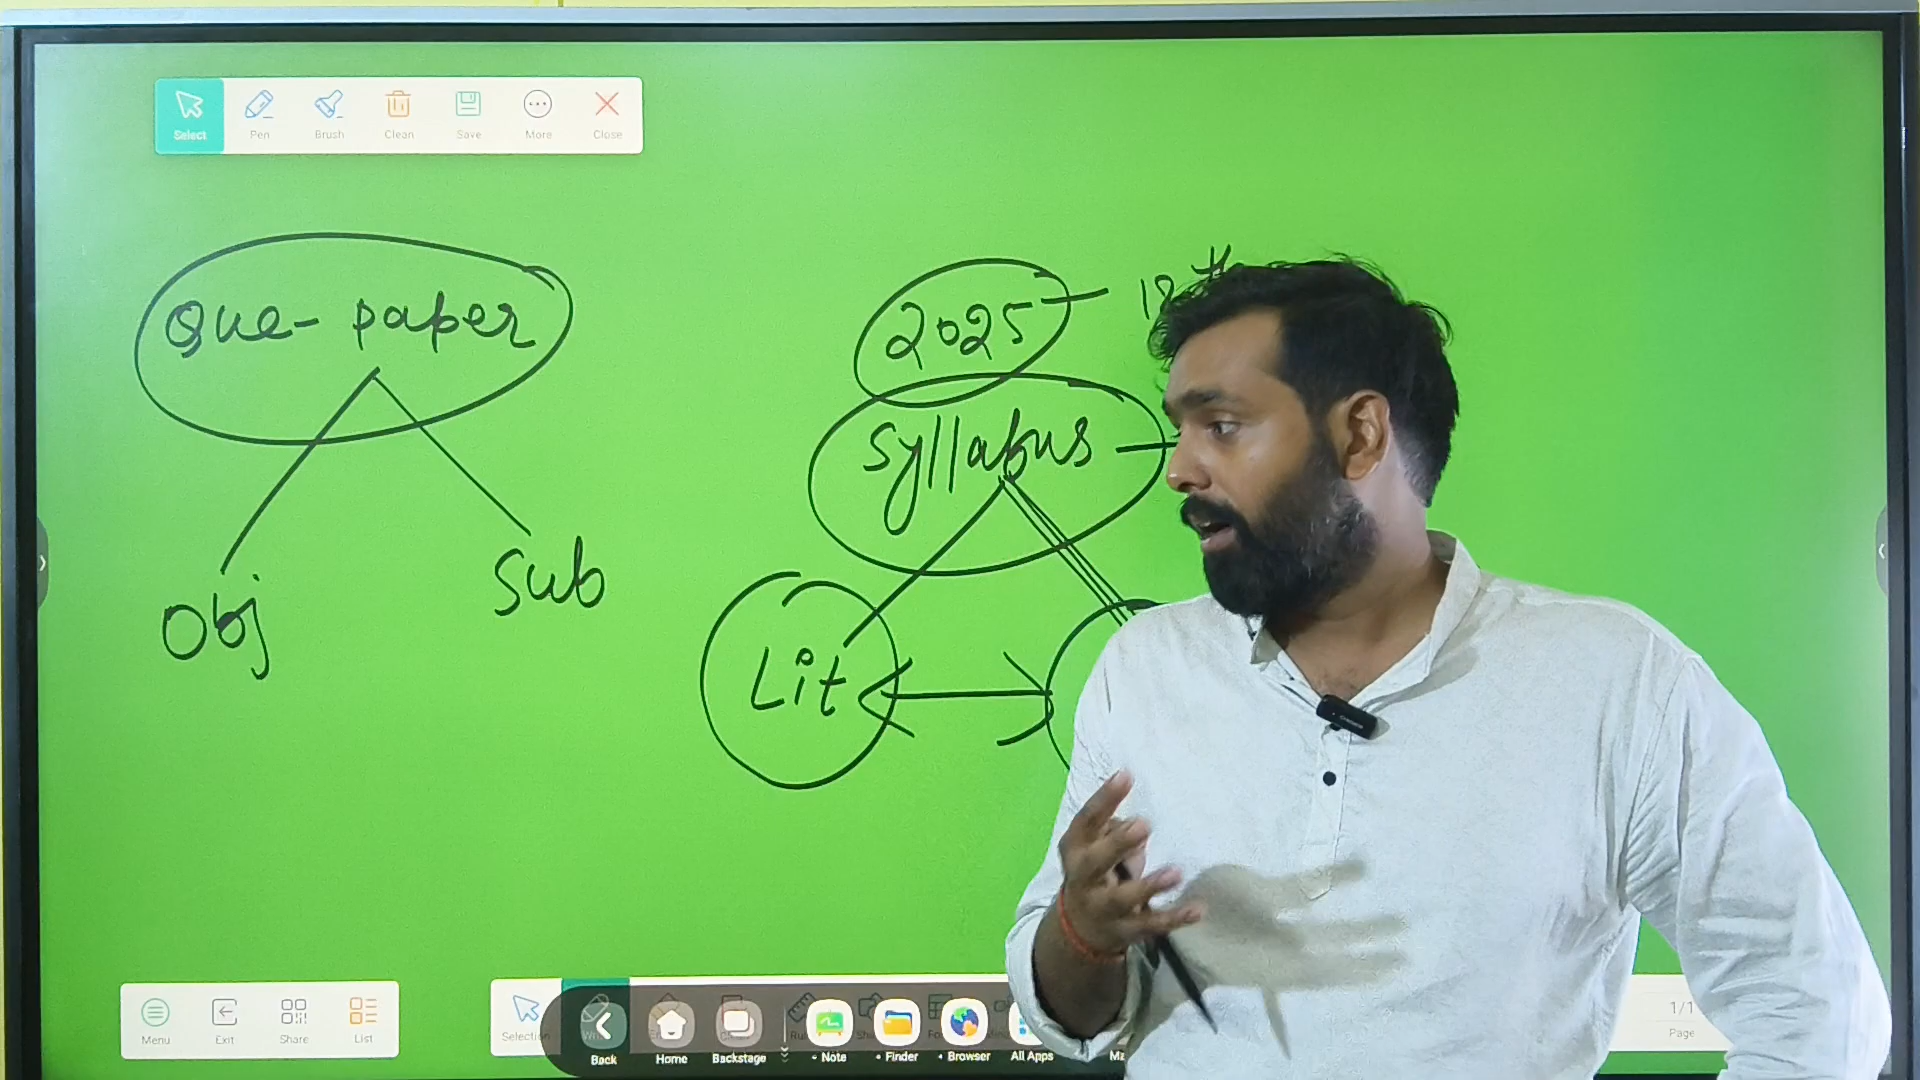 Select Pen Brush Clean Save More Close
Que- paper
Obj
Sub
2025
Syllabus
Lit
Menu Exit Share List
Selection
Back Home Backstage Note Finder Browser All Apps
1/1
Page